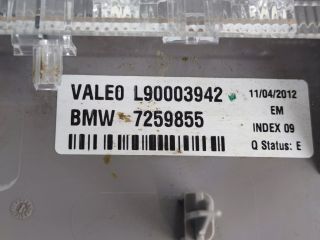 VALEO L90003942 11/04/2012
EM
BMW 7259855
INDEX 09
Q Status: E